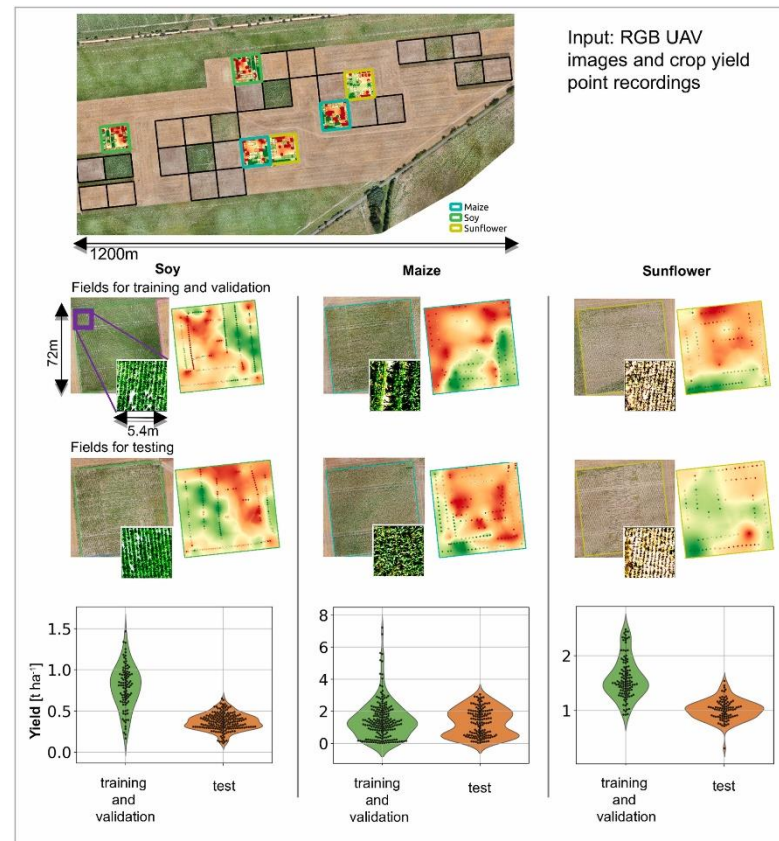 Input: RGB UAV
images and crop yield
point recordings
Maize
Soy
Sunflower
1200m
Soy
Maize
Sunflower
Fields for training and validation
72m
5.4m
Fields for testing
Yield [t ha⁻¹]
1.5
1.0
0.5
0.0
training
and
validation
test
8
6
4
2
0
training
and
validation
test
2
1
training
and
validation
test